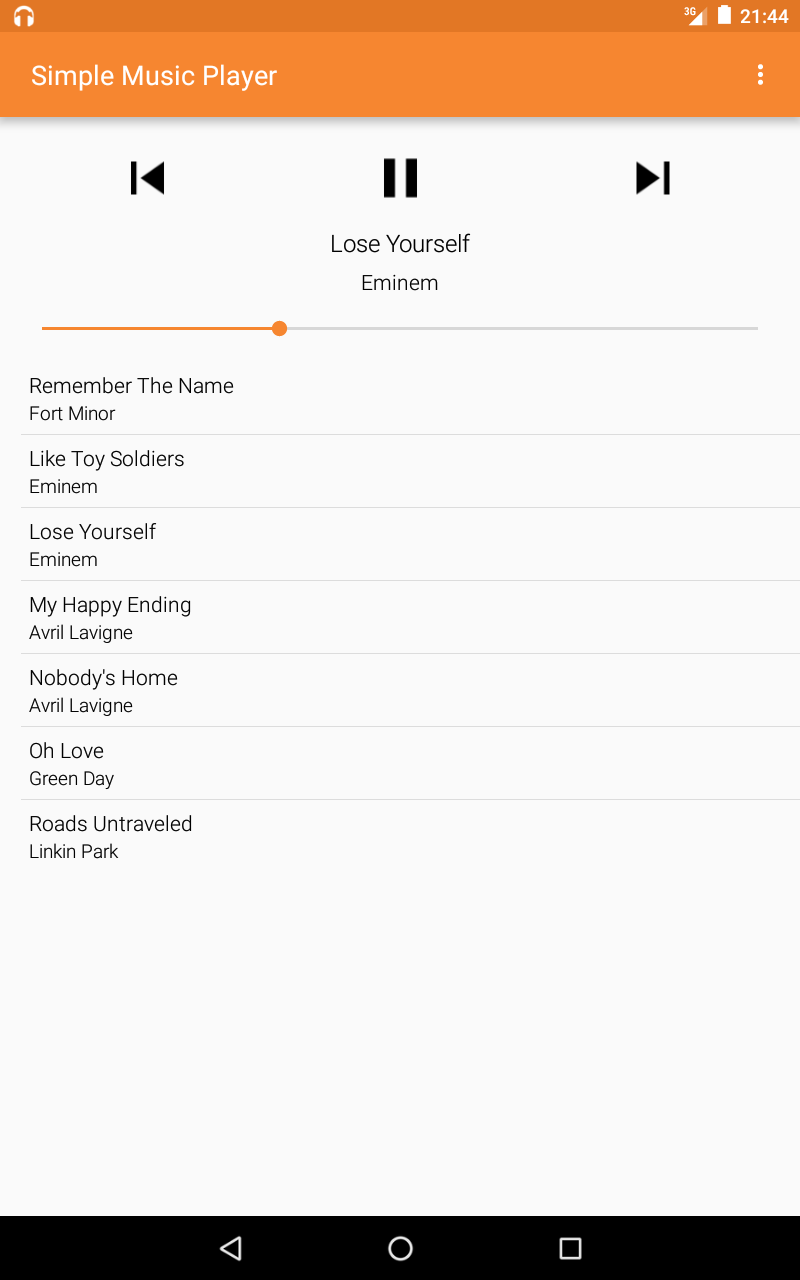 3G 21:44
Simple Music Player
Lose Yourself
Eminem
Remember The Name
Fort Minor
Like Toy Soldiers
Eminem
Lose Yourself
Eminem
My Happy Ending
Avril Lavigne
Nobody's Home
Avril Lavigne
Oh Love
Green Day
Roads Untraveled
Linkin Park